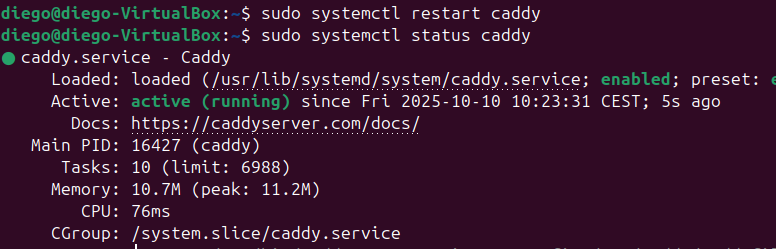 diego@diego-VirtualBox:~$ sudo systemctl restart caddy
diego@diego-VirtualBox:~$ sudo systemctl status caddy
● caddy.service - Caddy
Loaded: loaded (/usr/lib/systemd/system/caddy.service; enabled; preset:
Active: active (running) since Fri 2025-10-10 10:23:31 CEST; 5s ago
Docs: https://caddyserver.com/docs/
Main PID: 16427 (caddy)
Tasks: 10 (limit: 6988)
Memory: 10.7M (peak: 11.2M)
CPU: 76ms
CGroup: /system.slice/caddy.service